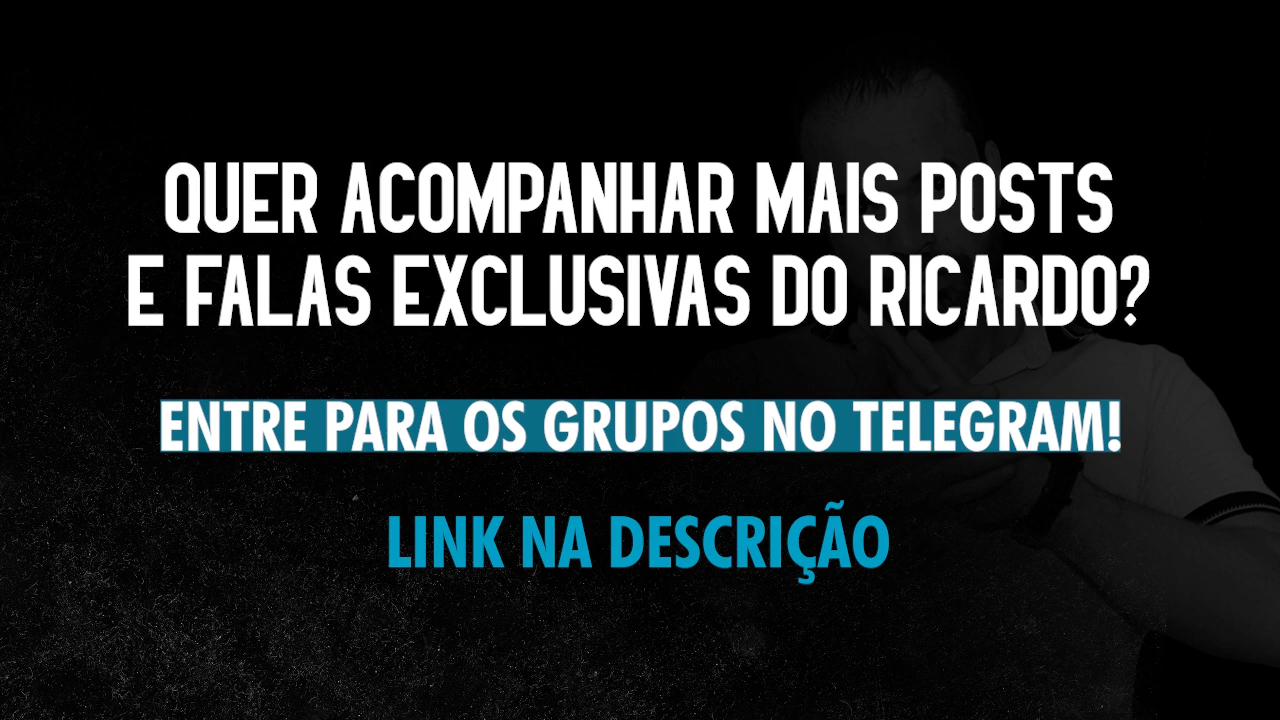 QUER ACOMPANHAR MAIS POSTS
E FALAS EXCLUSIVAS DO RICARDO?
ENTRE PARA OS GRUPOS NO TELEGRAM!
LINK NA DESCRIÇÃO